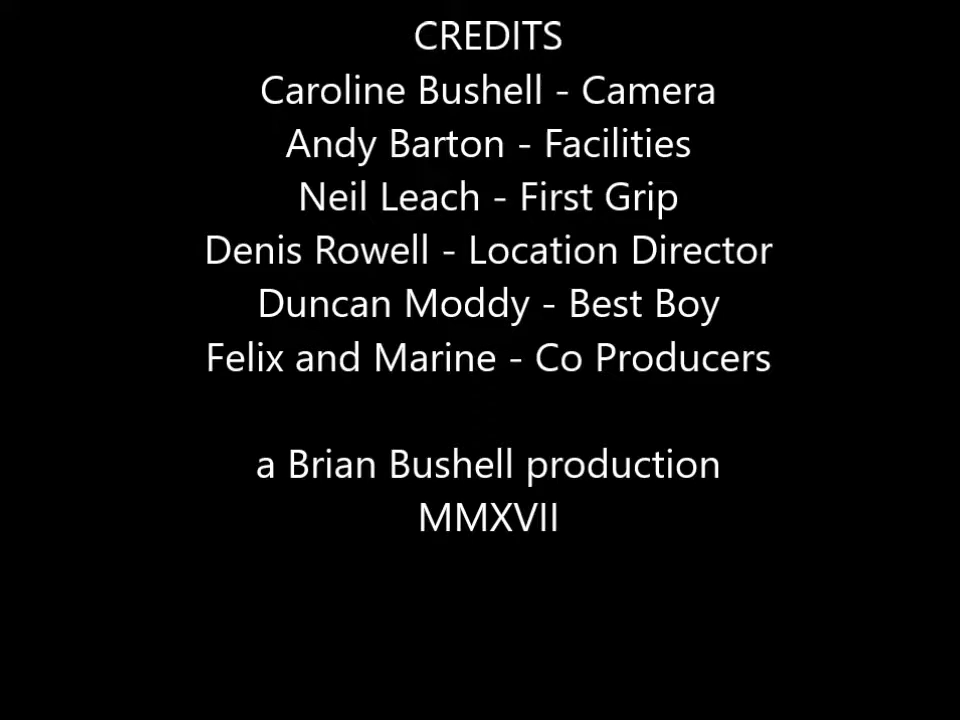 CREDITS
Caroline Bushell - Camera
Andy Barton - Facilities
Neil Leach - First Grip
Denis Rowell - Location Director
Duncan Moddy - Best Boy
Felix and Marine - Co Producers
a Brian Bushell production
MMXVII